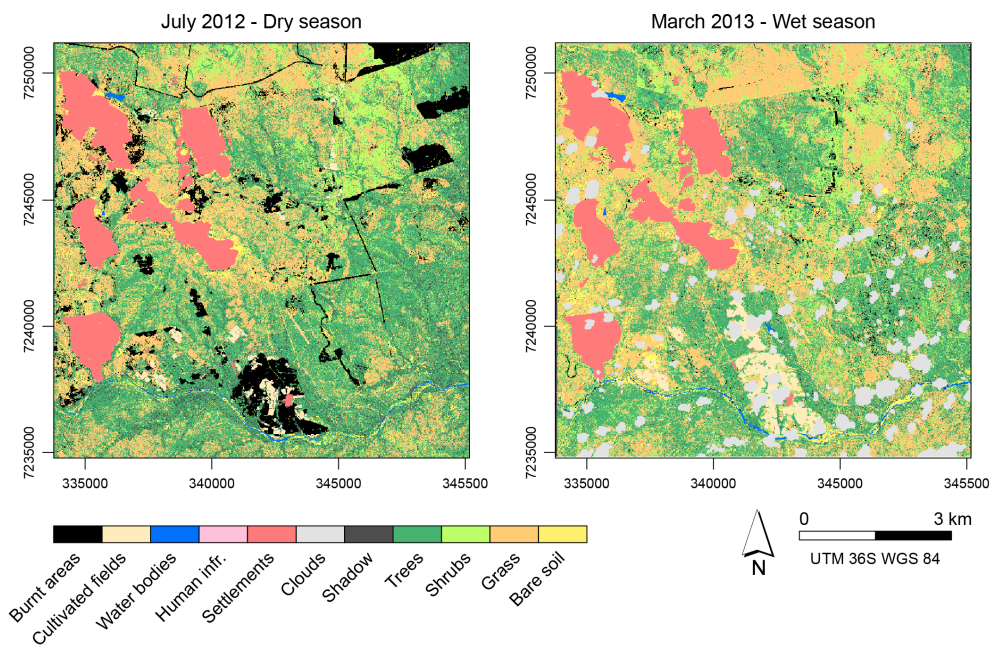 July 2012 - Dry season
March 2013 - Wet season
7250000
7245000
7240000
7235000
335000
340000
345000
345500
7250000
7245000
7240000
7235000
335000
340000
345000
345500
Burnt areas
Cultivated fields
Water bodies
Human infr.
Settlements
Clouds
Shadow
Trees
Shrubs
Grass
Bare soil
N
0
3 km
UTM 36S WGS 84